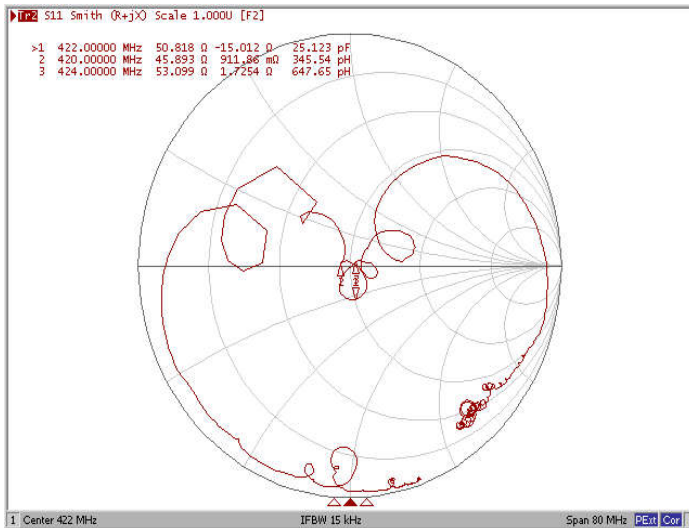 Tr2 S11 Smith (R+jX) Scale 1.000U [F2]
>1 422.00000 MHz 50.818 Ω -15.012 Ω 25.123 pF
2 420.00000 MHz 45.893 Ω 911.86 mΩ 345.54 pH
3 424.00000 MHz 53.099 Ω 1.7254 Ω 647.65 pH
1 Center 422 MHz IFBW 15 kHz Span 80 MHz PExt Cor